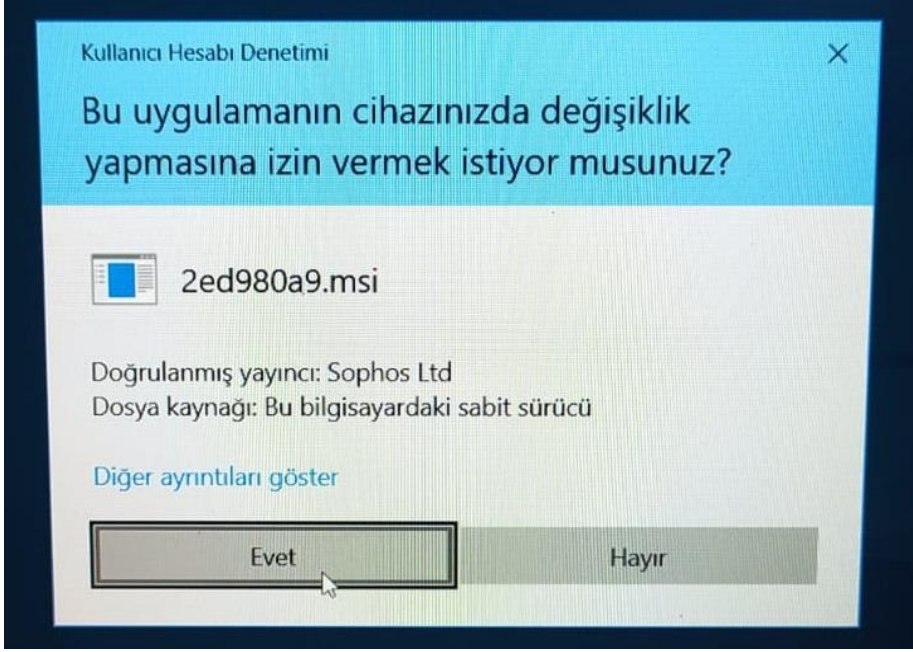 Kullanıcı Hesabı Denetimi
Bu uygulamanın cihazınızda değişiklik
yapmasına izin vermek istiyor musunuz?
2ed980a9.msi
Doğrulanmış yayıncı: Sophos Ltd
Dosya kaynağı: Bu bilgisayardaki sabit sürücü
Diğer ayrıntıları göster
Evet
Hayır